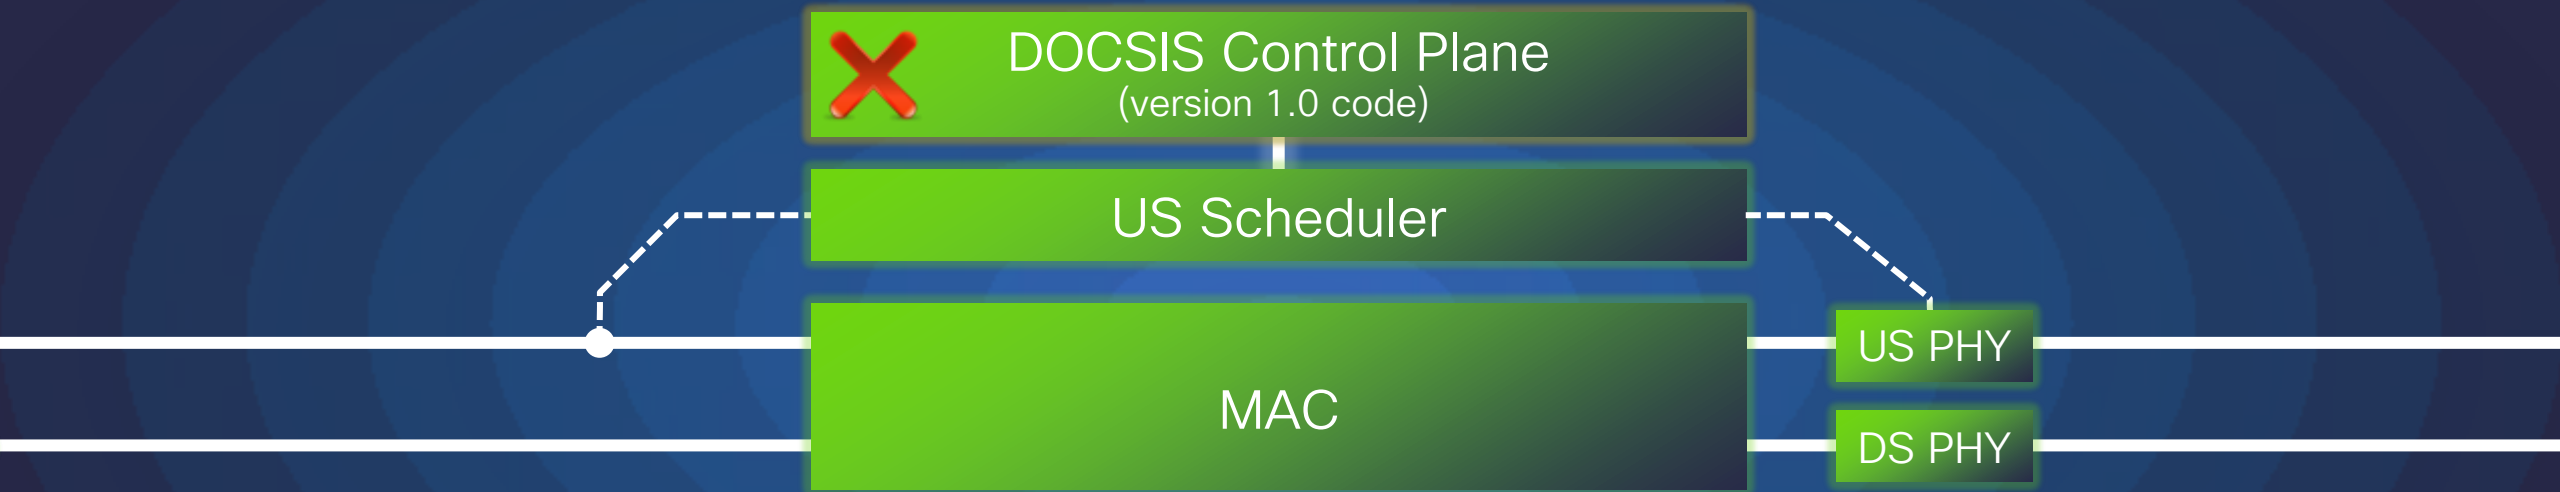 DOCSIS Control Plane
(version 1.0 code)
US Scheduler
US PHY
MAC
DS PHY